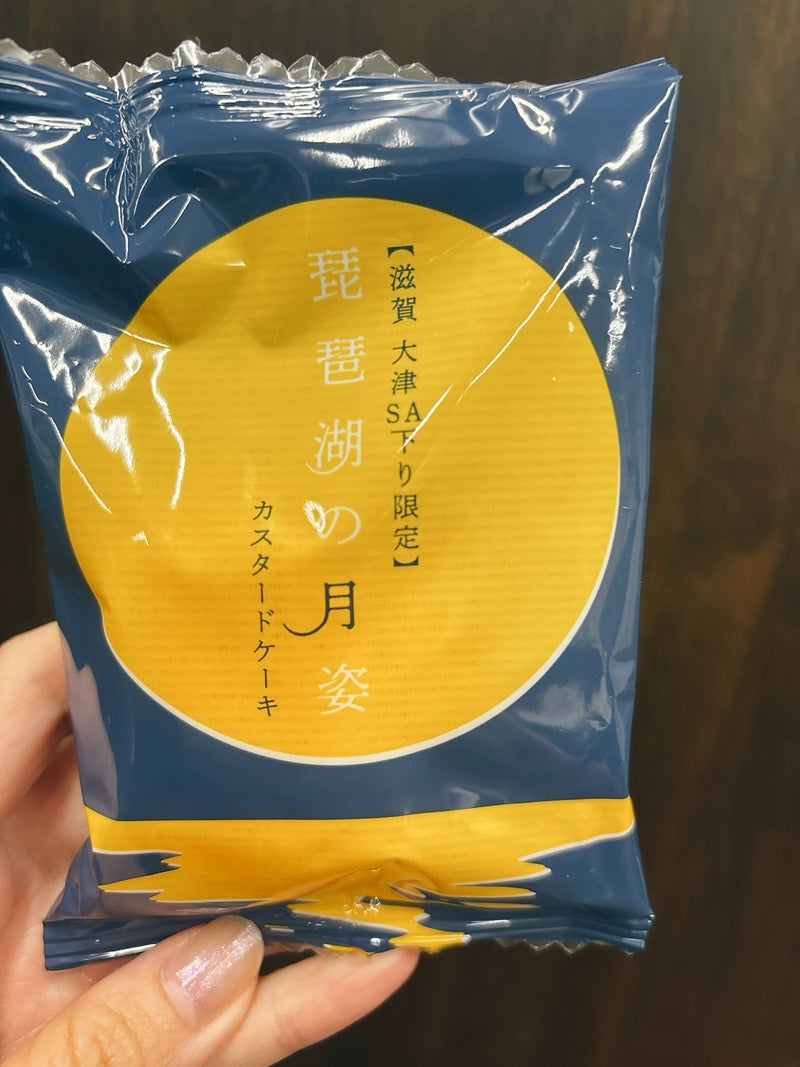 【滋賀 大津SA下り限定】
琵琶湖の月姿
カスタードケーキ